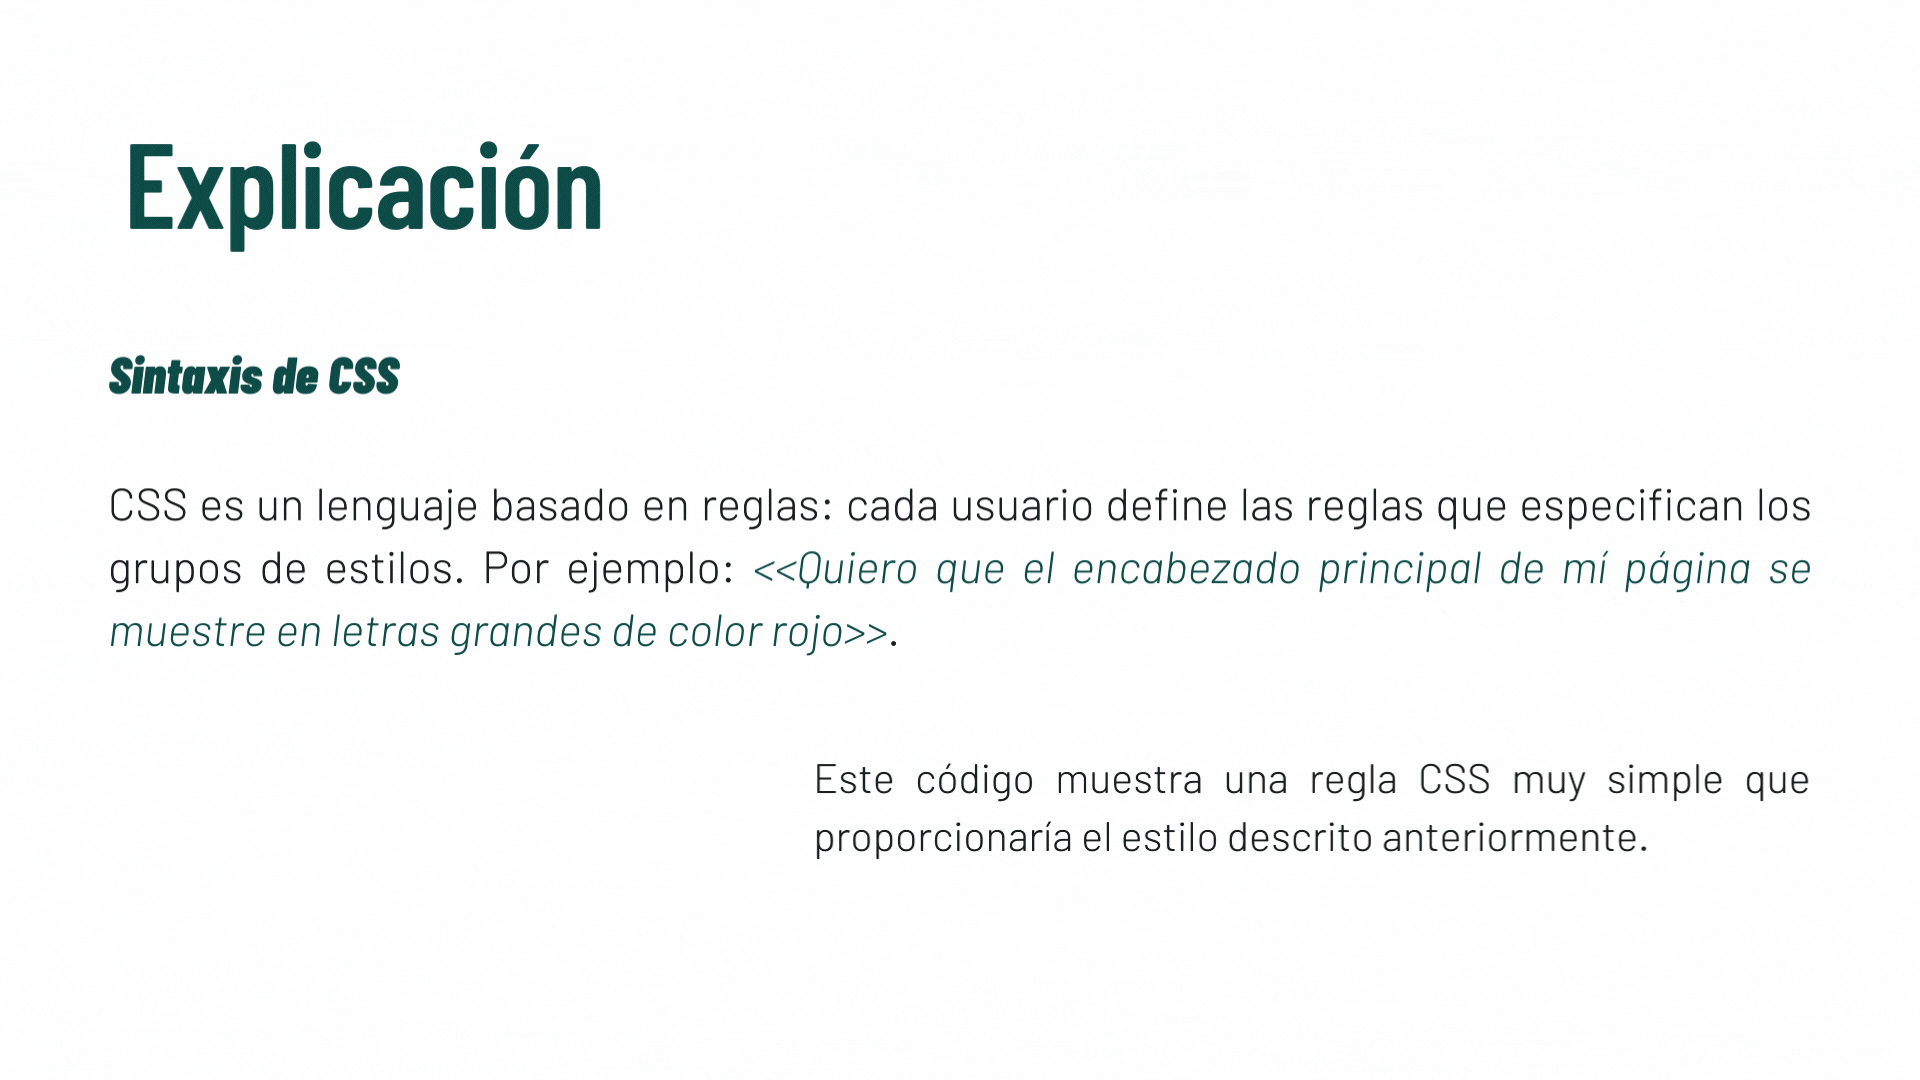 Explicación
Sintaxis de CSS
CSS es un lenguaje basado en reglas: cada usuario define las reglas que especifican los
grupos de estilos. Por ejemplo: <<Quiero que el encabezado principal de mí página se
muestre en letras grandes de color rojo>>.
Este código muestra una regla CSS muy simple que
proporcionaría el estilo descrito anteriormente.